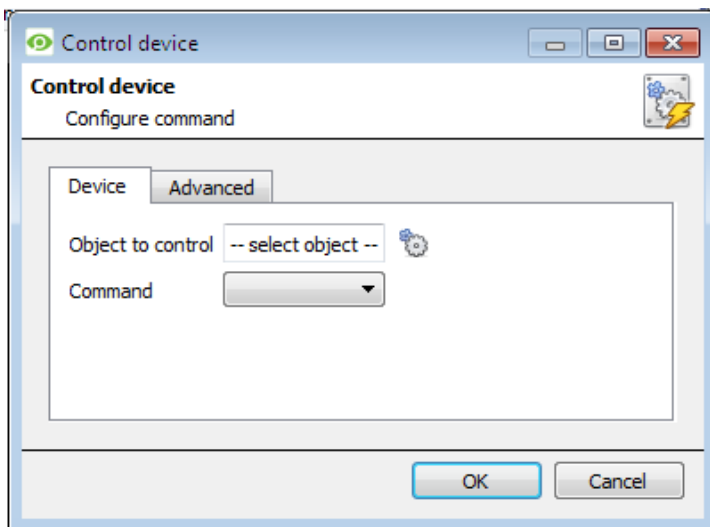 Control device
Control device
Configure command
Device Advanced
Object to control -- select object --
Command
OK Cancel